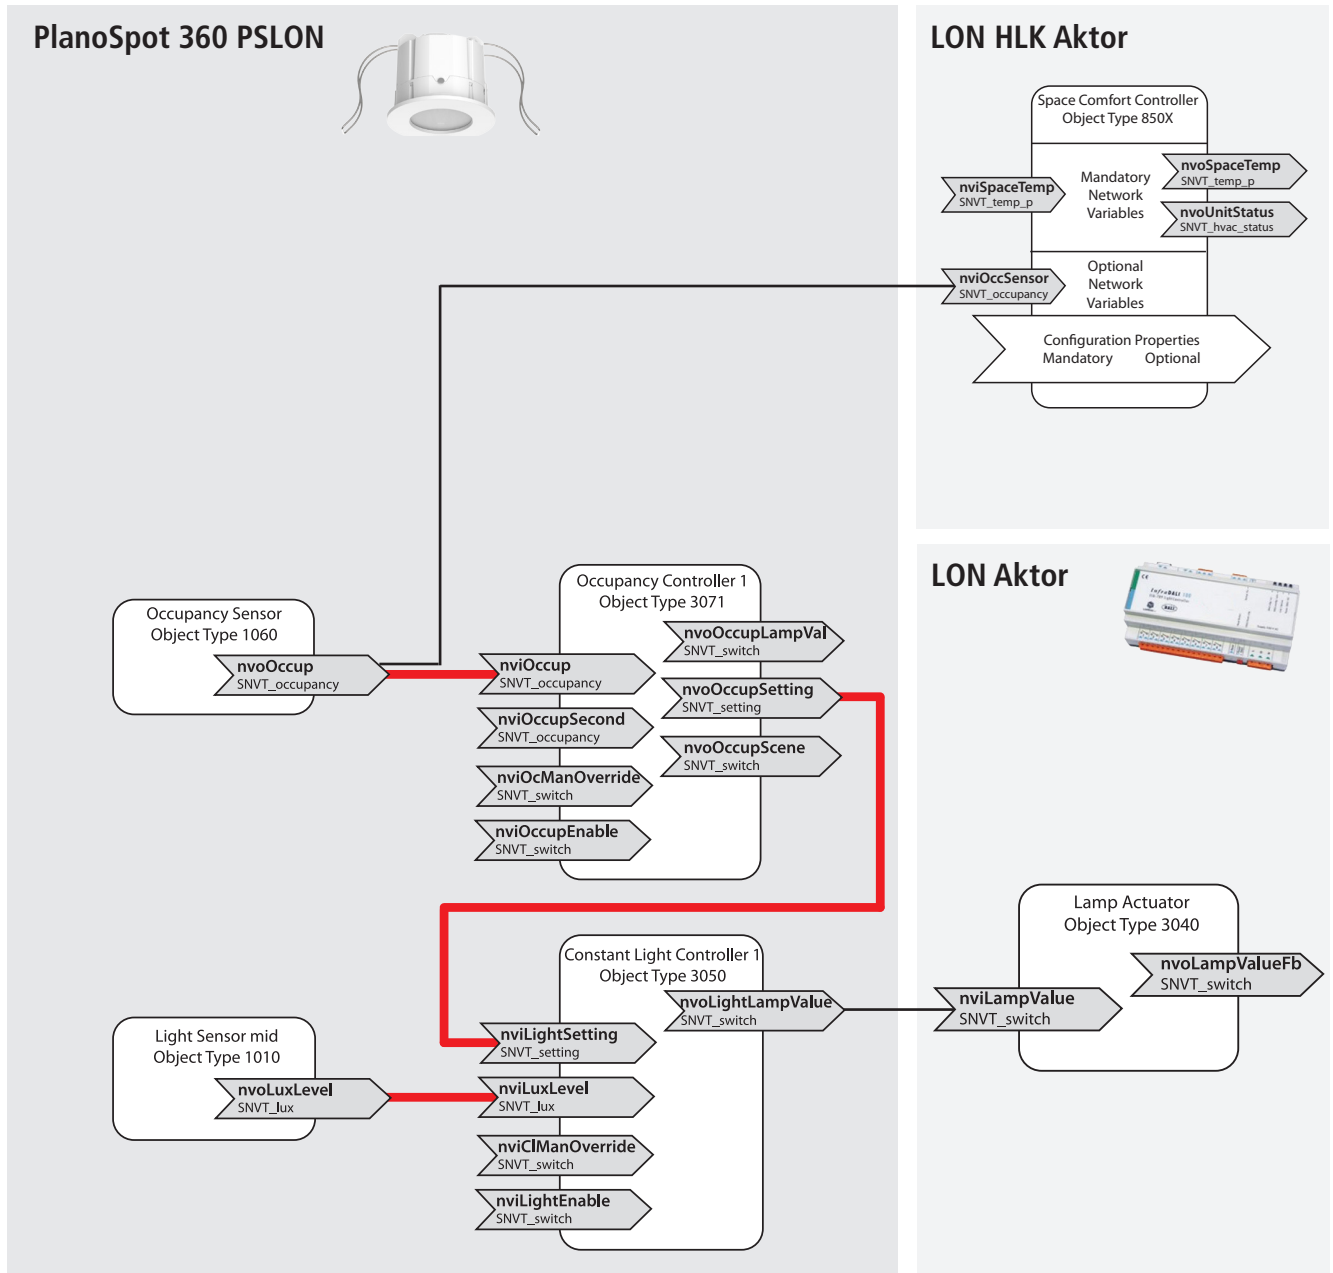 PlanoSpot 360 PSLON
LON HLK Aktor
Space Comfort Controller
Object Type 850X
nviSpaceTemp
SNVT_temp_p
Mandatory
Network
Variables
nvoSpaceTemp
SNVT_temp_p
nvoUnitStatus
SNVT_hvac_status
nviOccSensor
SNVT_occupancy
Optional
Network
Variables
Configuration Properties
Mandatory Optional
LON Aktor
InfraDALI
DALI
Occupancy Sensor
Object Type 1060
nvoOccup
SNVT_occupancy
Occupancy Controller 1
Object Type 3071
nvoOccupLampVal
SNVT_switch
nviOccup
SNVT_occupancy
nvoOccupSetting
SNVT_setting
nviOccupSecond
SNVT_occupancy
nvoOccupScene
SNVT_switch
nviOcManOverride
SNVT_switch
nviOccupEnable
SNVT_switch
Constant Light Controller 1
Object Type 3050
nvoLightLampValue
SNVT_switch
nviLightSetting
SNVT_setting
nviLuxLevel
SNVT_lux
nviClManOverride
SNVT_switch
nviLightEnable
SNVT_switch
Light Sensor mid
Object Type 1010
nvoLuxLevel
SNVT_lux
Lamp Actuator
Object Type 3040
nvoLampValueFb
SNVT_switch
nviLampValue
SNVT_switch